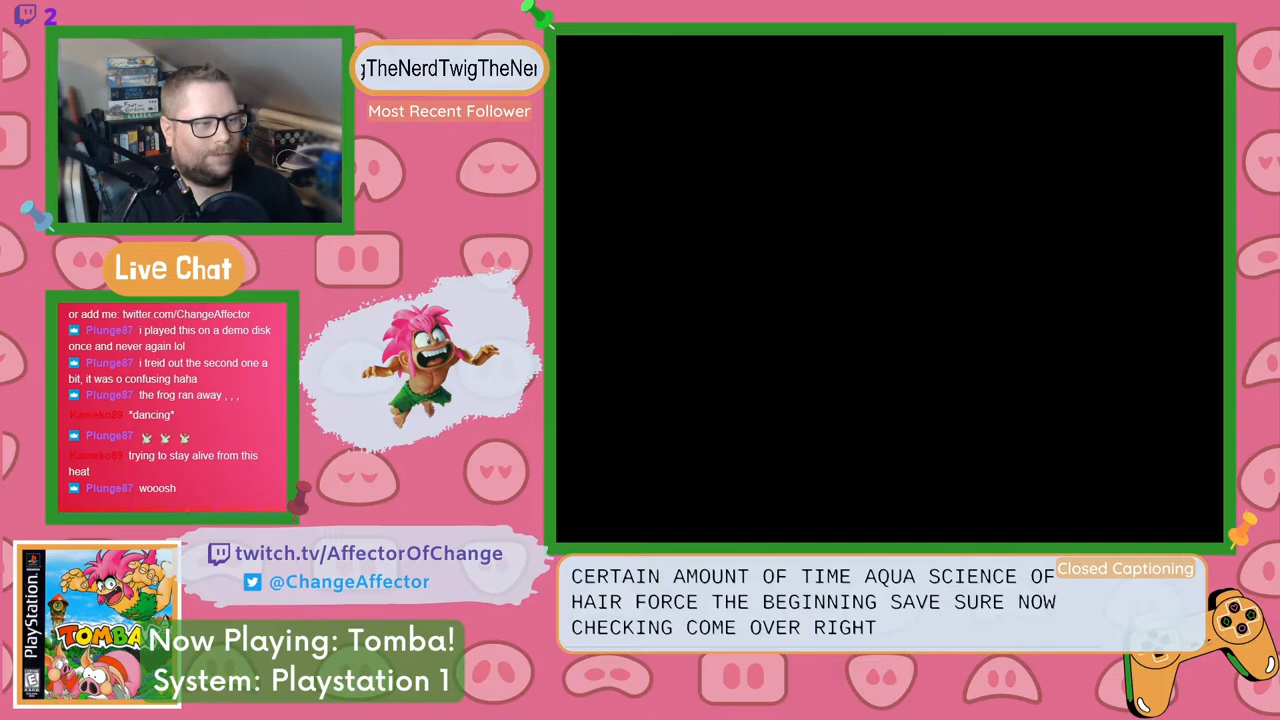 2
gTheNerdTwigTheNer
Most Recent Follower
Live Chat
or add me: twitter.com/ChangeAffector
Plunge87 i played this on a demo disk
once and never again lol
Plunge87 i treid out the second one a
bit, it was o confusing haha
Plunge87 the frog ran away , , ,
Kameko89 *dancing*
Plunge87
Kameko89 trying to stay alive from this
heat
Plunge87 wooosh
twitch.tv/AffectorOfChange
@ChangeAffector
PlayStation
TOMBA
Now Playing: Tomba!
System: Playstation 1
Closed Captioning
CERTAIN AMOUNT OF TIME AQUA SCIENCE OF
HAIR FORCE THE BEGINNING SAVE SURE NOW
CHECKING COME OVER RIGHT